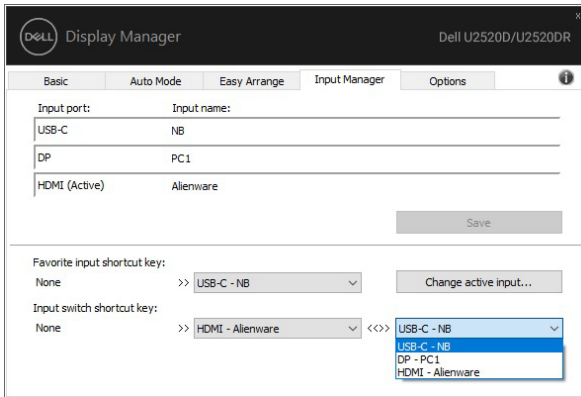 x
DELL Display Manager Dell U2520D/U2520DR
Basic Auto Mode Easy Arrange Input Manager Options i
Input port: Input name:
USB-C NB
DP PC1
HDMI (Active) Alienware
Save
Favorite input shortcut key:
None >> USB-C - NB Change active input...
Input switch shortcut key:
None >> HDMI - Alienware <<>> USB-C - NB
USB-C - NB
DP - PC1
HDMI - Alienware